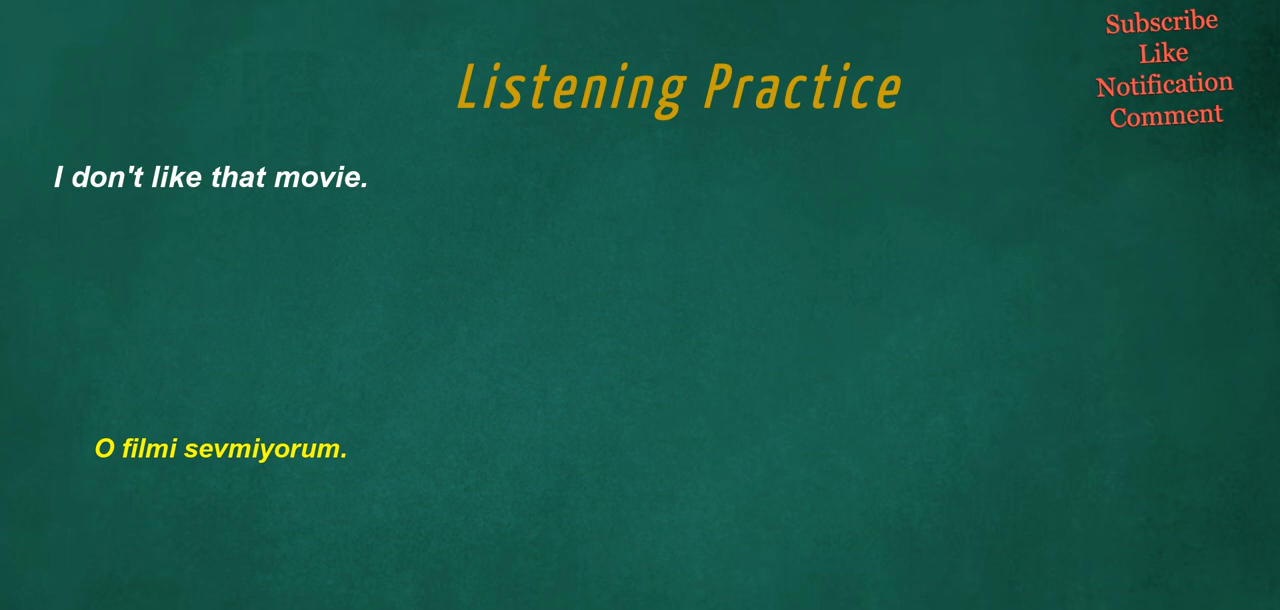 Listening Practice
Subscribe
Like
Notification
Comment
I don't like that movie.
O filmi sevmiyorum.